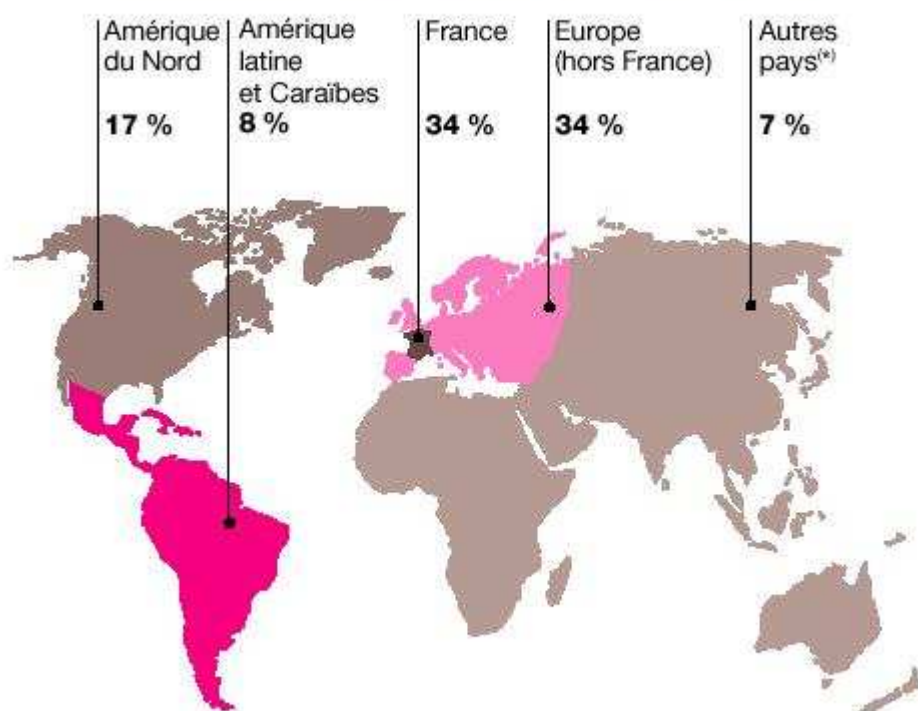 Amérique
du Nord
17 %
Amérique
latine
et Caraïbes
8 %
France
34 %
Europe
(hors France)
34 %
Autres
pays(*)
7 %